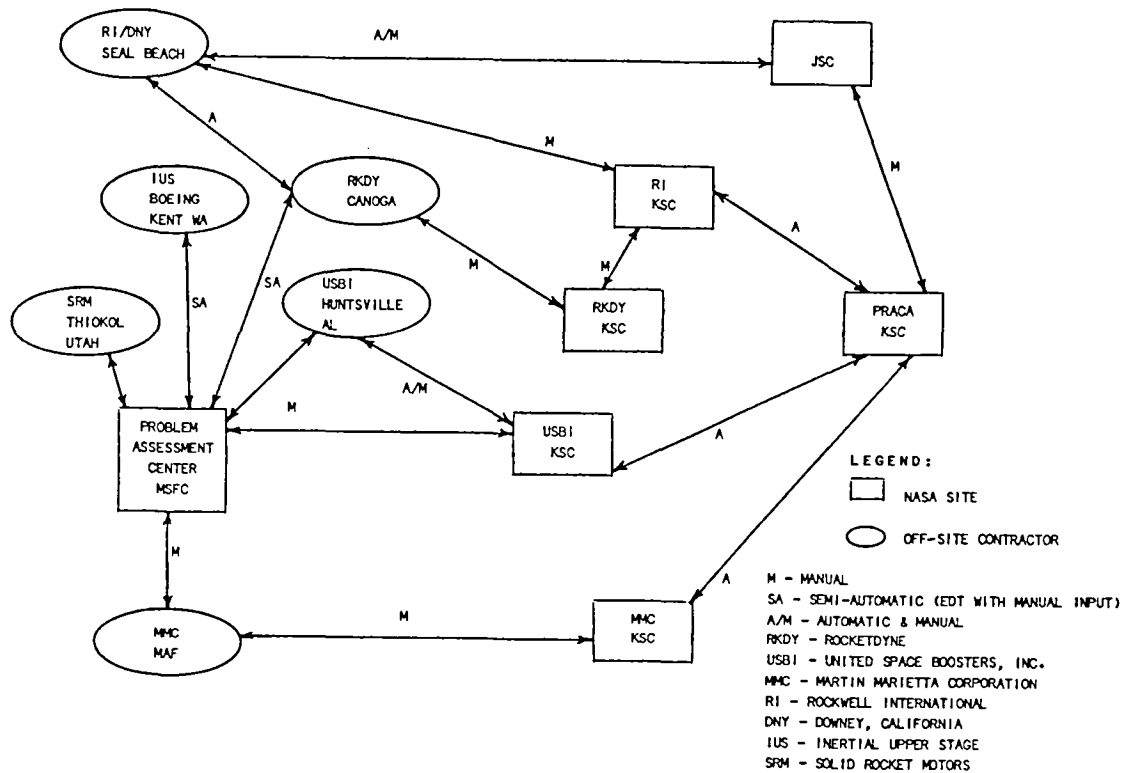 RI/DNY
SEAL BEACH
A/M
JSC
A
M
M
IUS
BOEING
KENT WA
RKDY
CANOGA
RI
KSC
A
M
M
SA
SA
USBI
HUNTSVILLE
AL
RKDY
KSC
PRACA
KSC
SRM
THIOKOL
UTAH
A/M
M
PROBLEM
ASSESSMENT
CENTER
MSFC
USBI
KSC
A
M
MMC
MAF
M
MMC
KSC
A
LEGEND:
NASA SITE
OFF-SITE CONTRACTOR
M - MANUAL
SA - SEMI-AUTOMATIC (EDT WITH MANUAL INPUT)
A/M - AUTOMATIC & MANUAL
RKDY - ROCKETDYNE
USBI - UNITED SPACE BOOSTERS, INC.
MMC - MARTIN MARIETTA CORPORATION
RI - ROCKWELL INTERNATIONAL
DNY - DOWNEY, CALIFORNIA
IUS - INERTIAL UPPER STAGE
SRM - SOLID ROCKET MOTORS